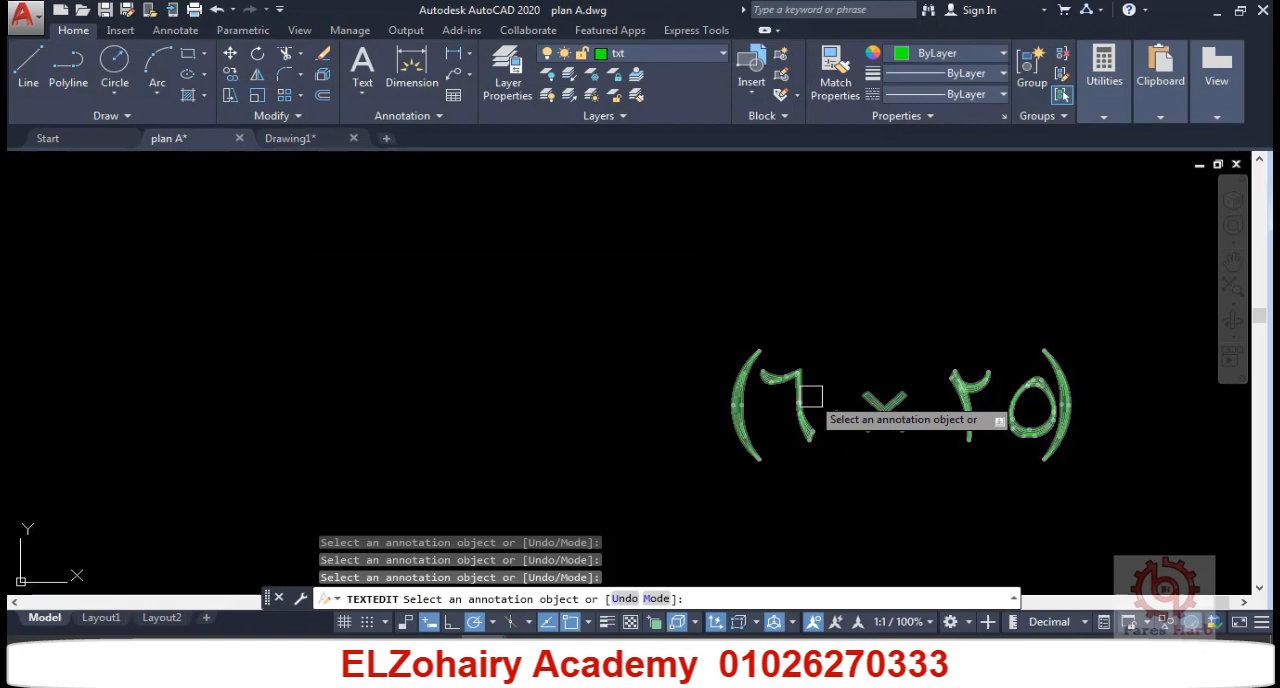 Autodesk AutoCAD 2020 plan A.dwg
Type a keyword or phrase
Sign In
Home Insert Annotate Parametric View Manage Output Add-ins Collaborate Featured Apps Express Tools
txt
ByLayer
Line Polyline Circle Arc
Text Dimension
Layer Properties
Insert
Match Properties
ByLayer
ByLayer
Group
Utilities
Clipboard
View
Draw Modify Annotation Layers Block Properties Groups
Start plan A* Drawing1*
(٦ × ٢٥)
Select an annotation object or
Y
X
Select an annotation object or [Undo/Mode]:
Select an annotation object or [Undo/Mode]:
Select an annotation object or [Undo/Mode]:
TEXTEDIT Select an annotation object or [Undo Mode]:
Model Layout1 Layout2
1:1 / 100%
Decimal
Fares Harb
ELZohairy Academy 01026270333